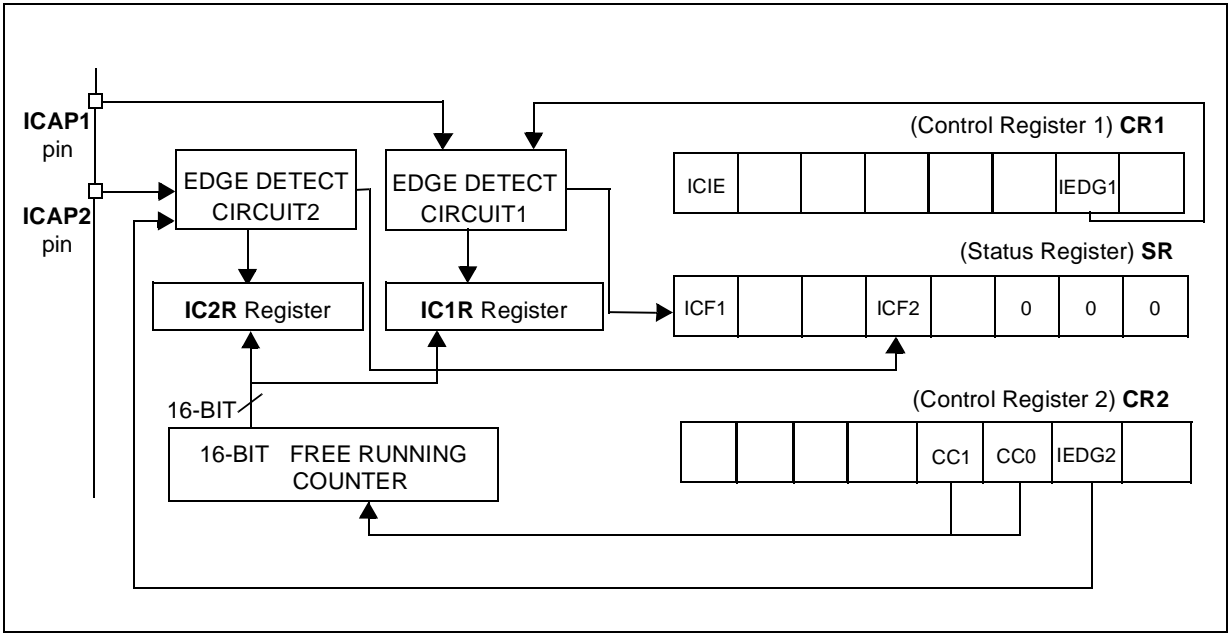 ICAP1
pin
ICAP2
pin
EDGE DETECT
CIRCUIT2
EDGE DETECT
CIRCUIT1
(Control Register 1) CR1
ICIE
IEDG1
IC2R Register
IC1R Register
(Status Register) SR
ICF1 ICF2 0 0 0
16-BIT
16-BIT FREE RUNNING
COUNTER
(Control Register 2) CR2
CC1 CC0 IEDG2